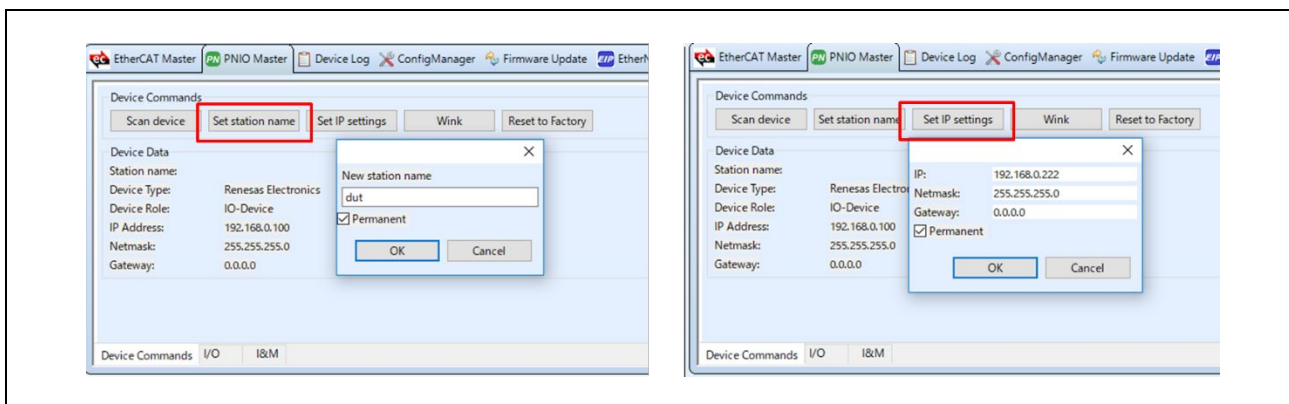 EtherCAT Master PNIO Master Device Log ConfigManager Firmware Update EtherN
Device Commands
Scan device Set station name Set IP settings Wink Reset to Factory
Device Data
Station name:
Device Type: Renesas Electronics
Device Role: IO-Device
IP Address: 192.168.0.100
Netmask: 255.255.255.0
Gateway: 0.0.0.0
New station name
dut
Permanent
OK Cancel
Device Commands I/O I&M
EtherCAT Master PNIO Master Device Log ConfigManager Firmware Update
Device Commands
Scan device Set station name Set IP settings Wink Reset to Factory
Device Data
Station name:
Device Type: Renesas Electro
Device Role: IO-Device
IP Address: 192.168.0.100
Netmask: 255.255.255.0
Gateway: 0.0.0.0
IP: 192.168.0.222
Netmask: 255.255.255.0
Gateway: 0.0.0.0
Permanent
OK Cancel
Device Commands I/O I&M